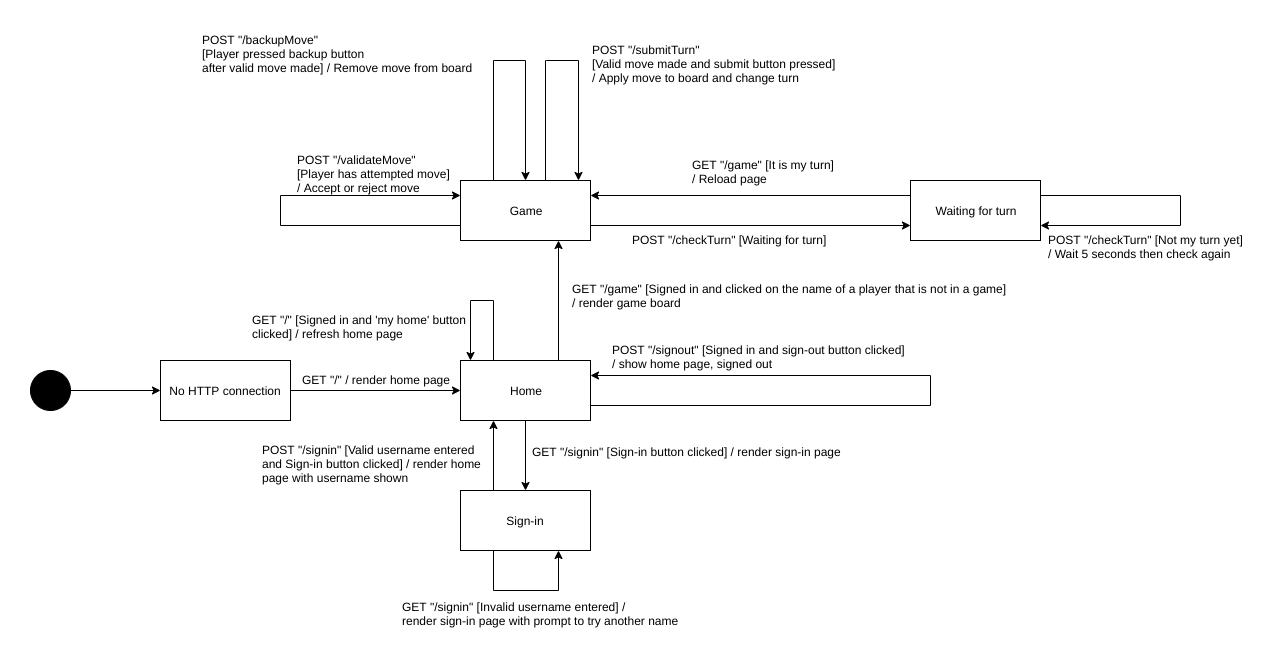 POST "/backupMove"
[Player pressed backup button
after valid move made] / Remove move from board
POST "/submitTurn"
[Valid move made and submit button pressed]
/ Apply move to board and change turn
POST "/validateMove"
[Player has attempted move]
/ Accept or reject move
GET "/game" [It is my turn]
/ Reload page
Game
Waiting for turn
POST "/checkTurn" [Waiting for turn]
POST "/checkTurn" [Not my turn yet]
/ Wait 5 seconds then check again
GET "/game" [Signed in and clicked on the name of a player that is not in a game]
/ render game board
GET "/" [Signed in and 'my home' button
clicked] / refresh home page
POST "/signout" [Signed in and sign-out button clicked]
/ show home page, signed out
No HTTP connection
GET "/" / render home page
Home
POST "/signin" [Valid username entered
and Sign-in button clicked] / render home
page with username shown
GET "/signin" [Sign-in button clicked] / render sign-in page
Sign-in
GET "/signin" [Invalid username entered] /
render sign-in page with prompt to try another name